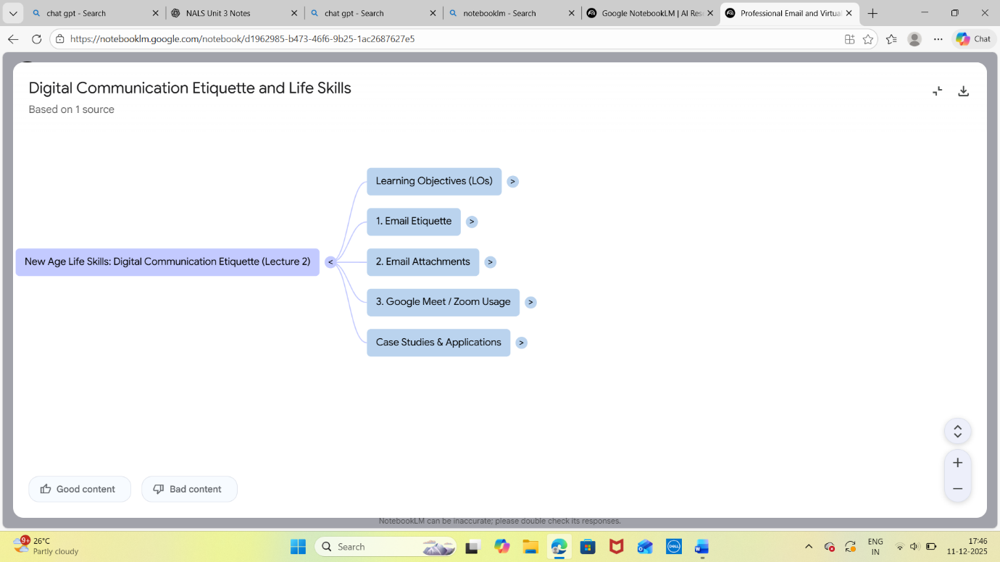 chat gpt - Search
NALS Unit 3 Notes
chat gpt - Search
notebooklm - Search
Google NotebookLM | AI Res
Professional Email and Virtual
https://notebooklm.google.com/notebook/d1962985-b473-46f6-9b25-1ac2687627e5
Chat
Digital Communication Etiquette and Life Skills
Based on 1 source
Learning Objectives (LOs) >
1. Email Etiquette >
New Age Life Skills: Digital Communication Etiquette (Lecture 2) <
2. Email Attachments >
3. Google Meet / Zoom Usage >
Case Studies & Applications >
Good content
Bad content
NotebookLM can be inaccurate; please double check its responses.
9+
26°C
Partly cloudy
Search
DELL
ENG
IN
17:46
11-12-2025